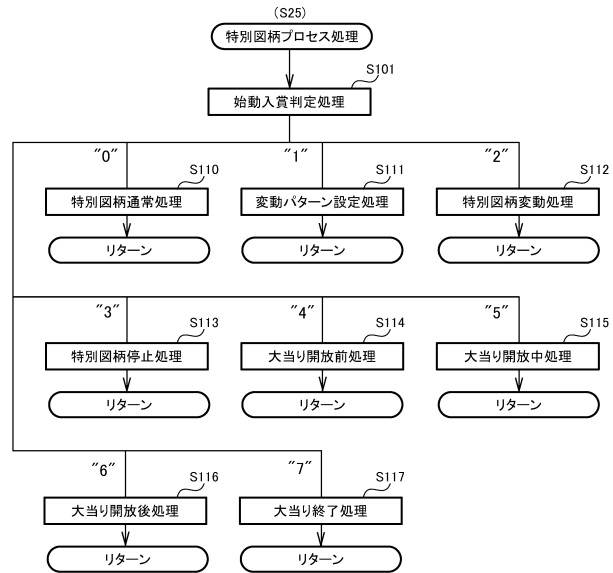 (S25)
特別図柄プロセス処理
S101
始動入賞判定処理
"0"
"1"
"2"
S110
S111
S112
特別図柄通常処理
変動パターン設定処理
特別図柄変動処理
リターン
リターン
リターン
"3"
"4"
"5"
S113
S114
S115
特別図柄停止処理
大当り開放前処理
大当り開放中処理
リターン
リターン
リターン
"6"
"7"
S116
S117
大当り開放後処理
大当り終了処理
リターン
リターン